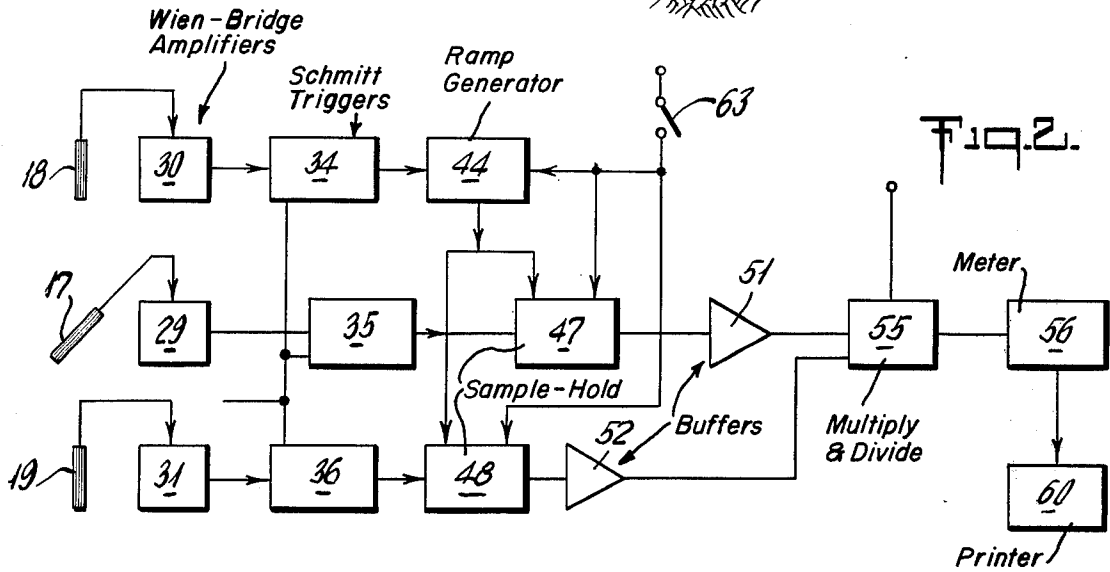 Wien-Bridge
Amplifiers
Schmitt
Triggers
Ramp
Generator
63
Fig.2.
18
30
34
44
17
29
35
47
51
Meter
55
56
Sample-Hold
Buffers
Multiply
& Divide
19
31
36
48
52
60
Printer